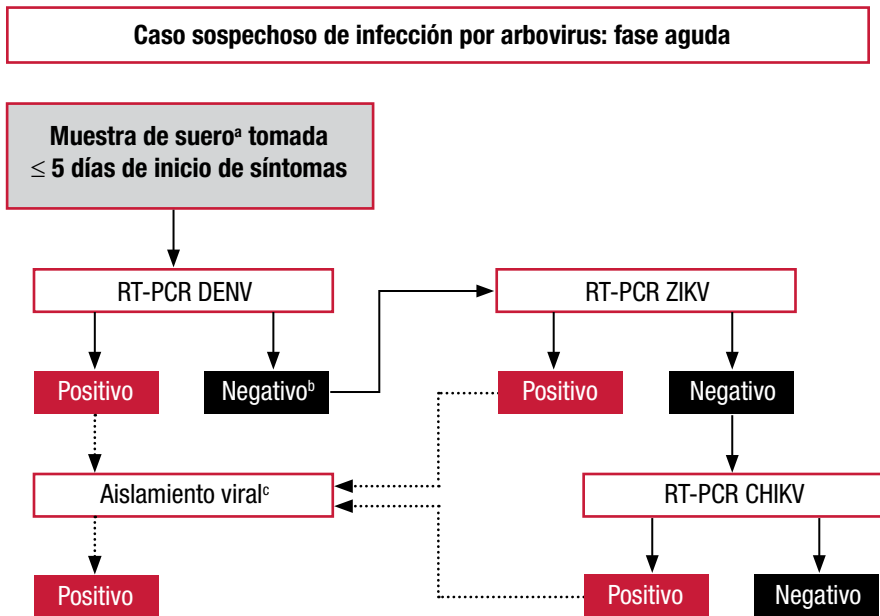 Caso sospechoso de infección por arbovirus: fase aguda
Muestra de sueroᵃ tomada
≤ 5 días de inicio de síntomas
RT-PCR DENV
RT-PCR ZIKV
Positivo
Negativoᵇ
Positivo
Negativo
Aislamiento viralᶜ
RT-PCR CHIKV
Positivo
Positivo
Negativo